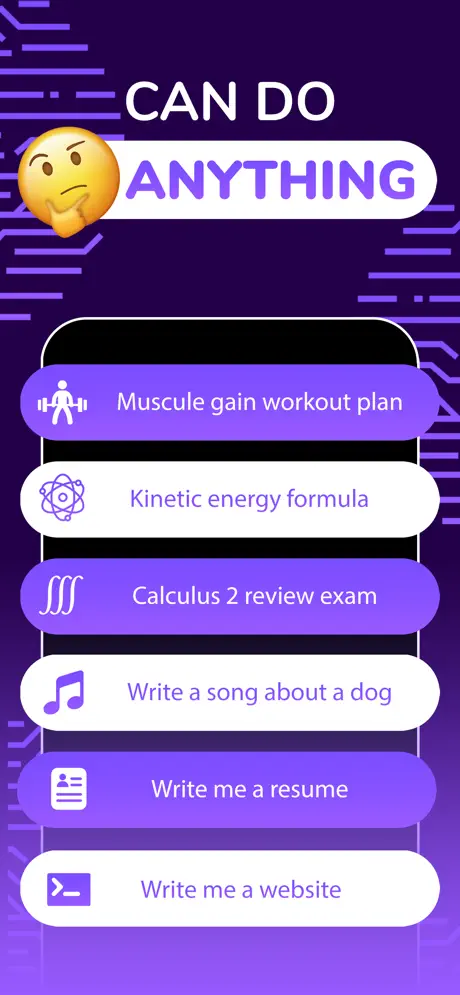 CAN DO
ANYTHING
Muscule gain workout plan
Kinetic energy formula
Calculus 2 review exam
Write a song about a dog
Write me a resume
Write me a website